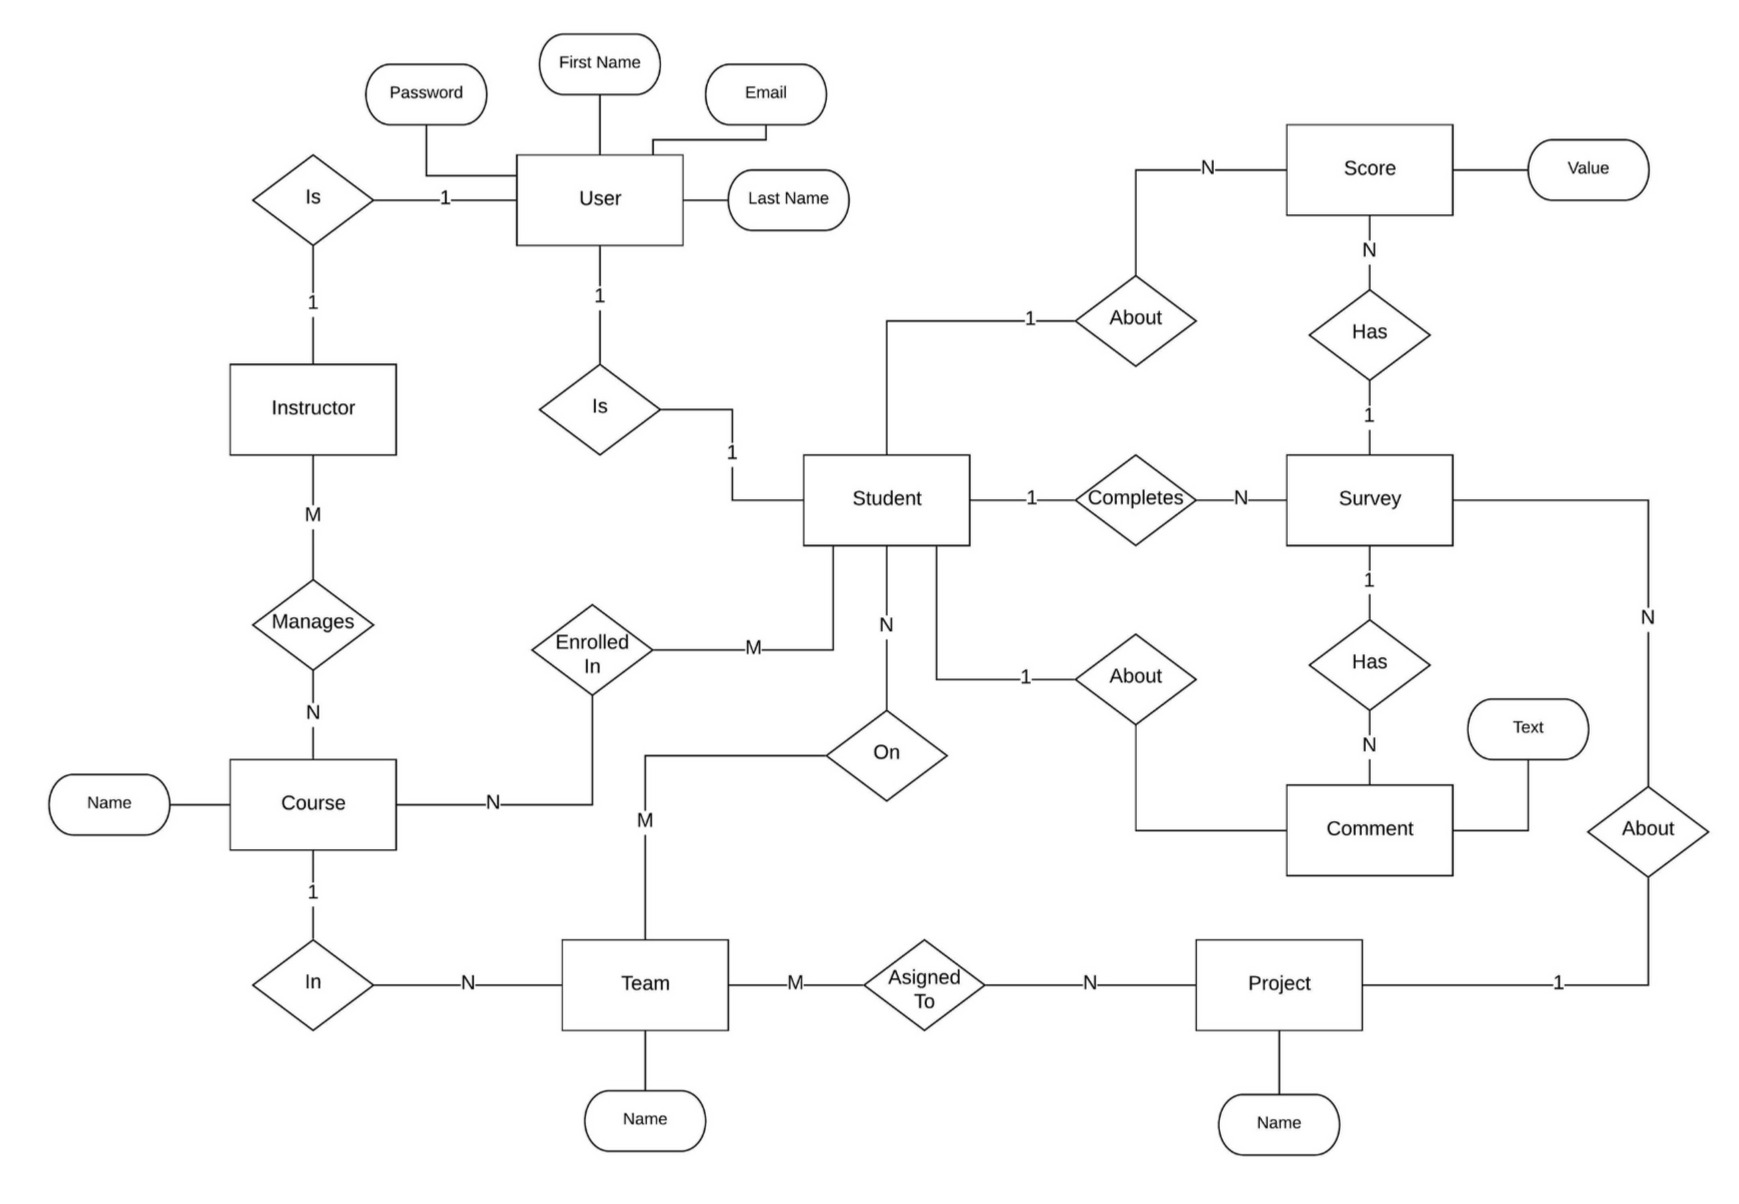 First Name
Password
Email
Is
1
User
Last Name
N
Score
Value
N
1
1
1
About
Has
Instructor
Is
1
1
Student
1
Completes
N
Survey
M
1
Manages
Enrolled
In
M
N
N
1
About
Has
N
N
On
N
Text
Name
Course
N
M
Comment
About
1
In
N
Team
M
Asigned
To
N
Project
1
Name
Name